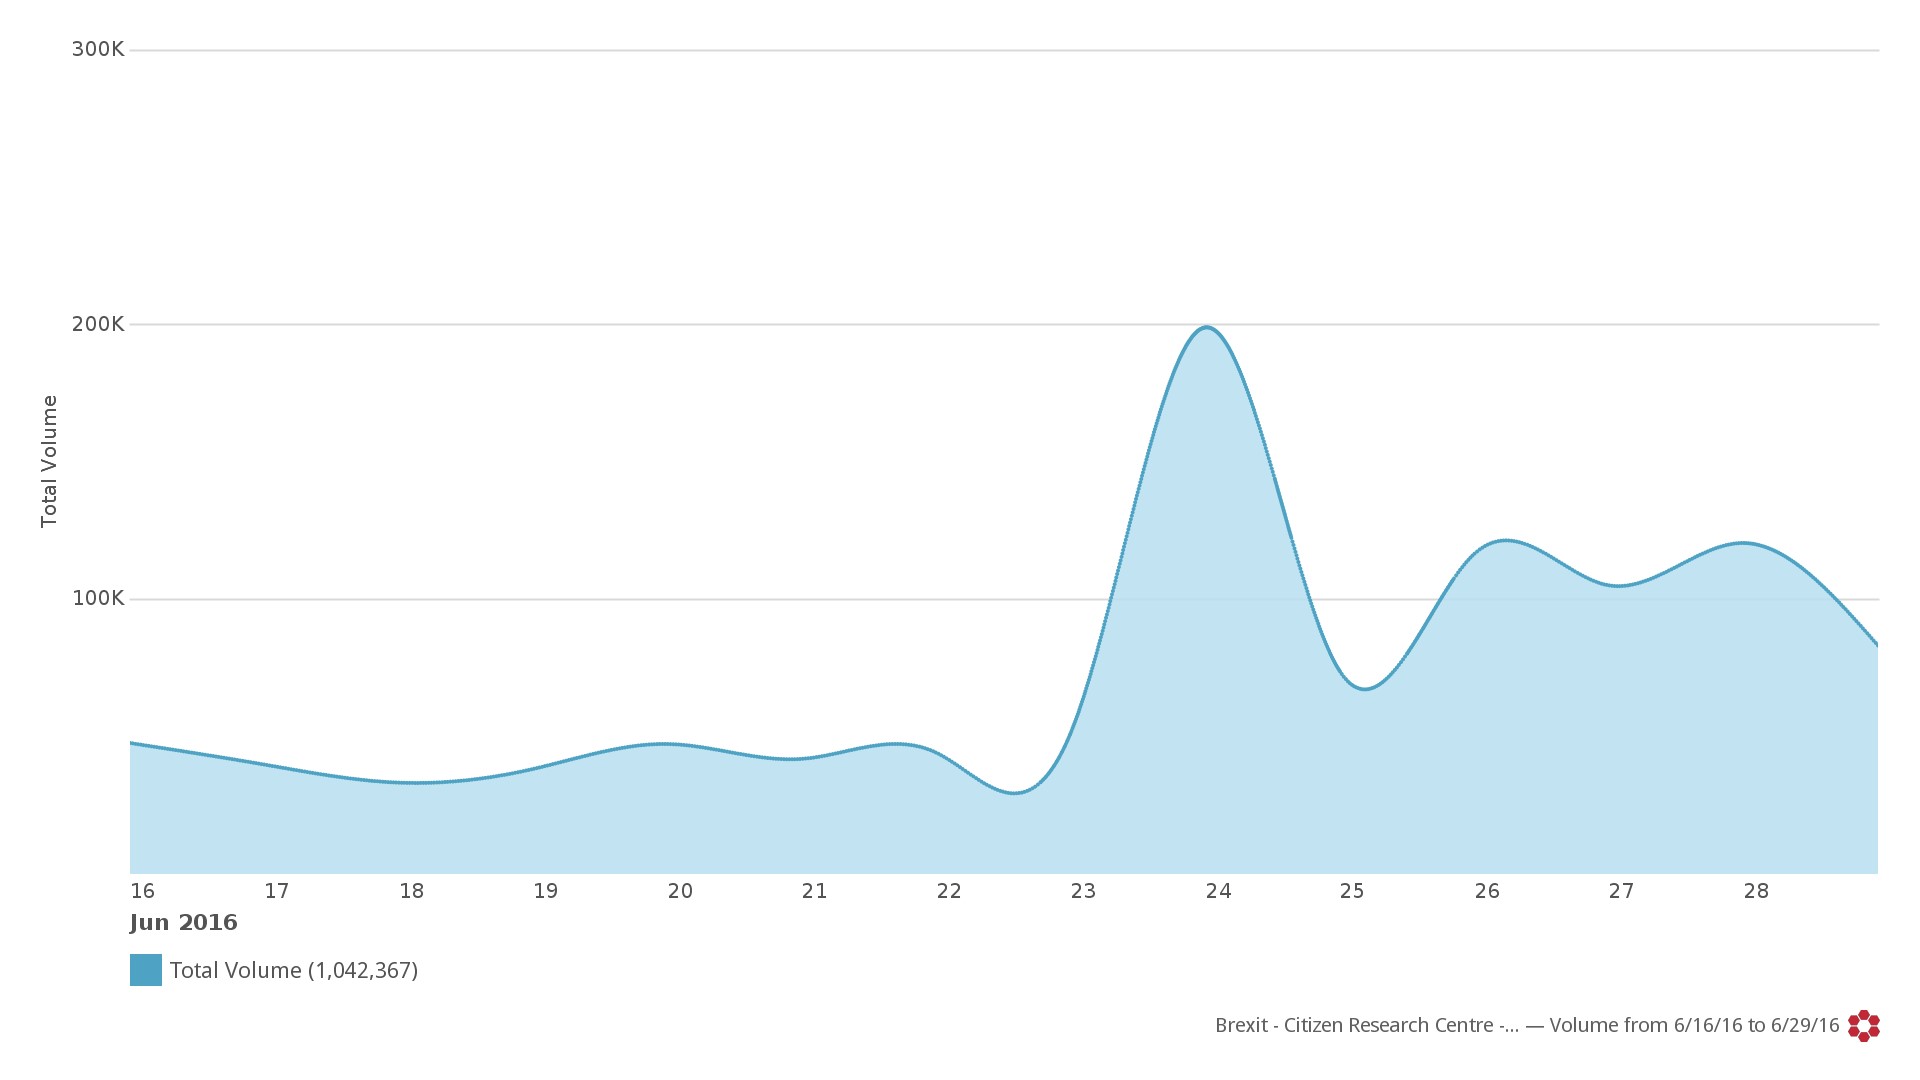 300K
200K
100K
Total Volume
16 17 18 19 20 21 22 23 24 25 26 27 28
Jun 2016
Total Volume (1,042,367)
Brexit - Citizen Research Centre -... — Volume from 6/16/16 to 6/29/16